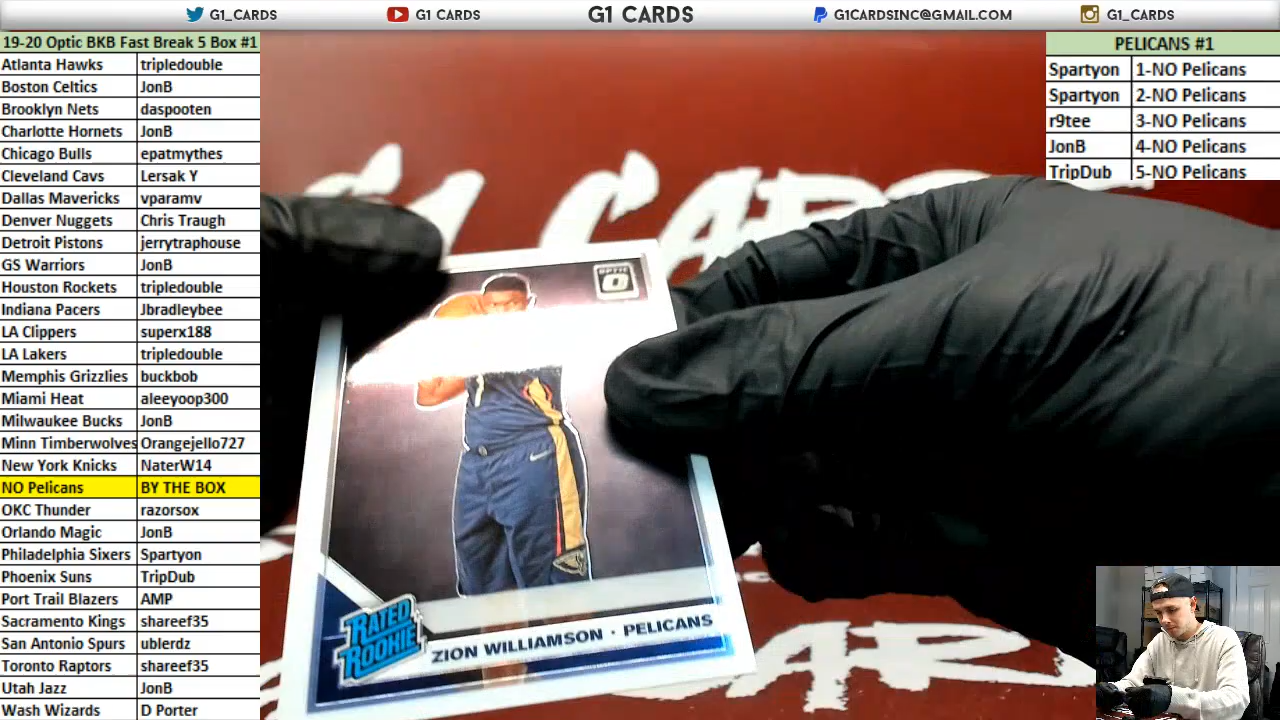 G1_CARDS
G1 CARDS
G1 CARDS
G1CARDSINC@GMAIL.COM
G1_CARDS
19-20 Optic BKB Fast Break 5 Box #1
Atlanta Hawks tripledouble
Boston Celtics JonB
Brooklyn Nets daspooten
Charlotte Hornets JonB
Chicago Bulls epatmythes
Cleveland Cavs Lersak Y
Dallas Mavericks vparamv
Denver Nuggets Chris Traugh
Detroit Pistons jerrytraphouse
GS Warriors JonB
Houston Rockets tripledouble
Indiana Pacers Jbradleybee
LA Clippers superx188
LA Lakers tripledouble
Memphis Grizzlies buckbob
Miami Heat aleeyoop300
Milwaukee Bucks JonB
Minn Timberwolves Orangejello727
New York Knicks NaterW14
NO Pelicans BY THE BOX
OKC Thunder razorsox
Orlando Magic JonB
Philadelphia Sixers Spartyon
Phoenix Suns TripDub
Port Trail Blazers AMP
Sacramento Kings shareef35
San Antonio Spurs ublerdz
Toronto Raptors shareef35
Utah Jazz JonB
Wash Wizards D Porter
PELICANS #1
Spartyon 1-NO Pelicans
Spartyon 2-NO Pelicans
r9tee 3-NO Pelicans
JonB 4-NO Pelicans
TripDub 5-NO Pelicans
OPTIC
RATED
ROOKIE
ZION WILLIAMSON · PELICANS